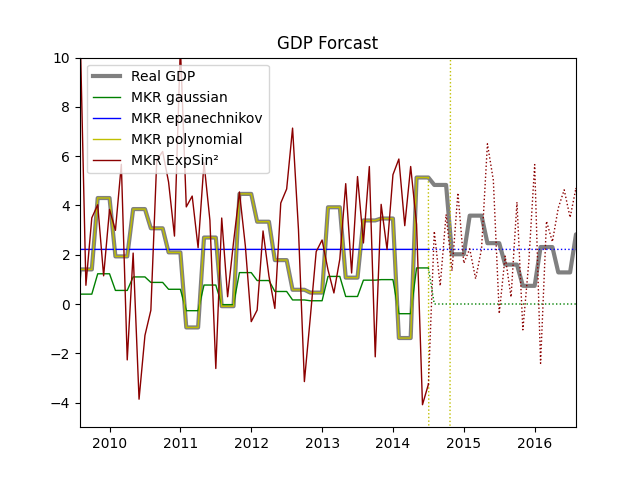 GDP Forcast
10
8
6
4
2
0
−2
−4
Real GDP
MKR gaussian
MKR epanechnikov
MKR polynomial
MKR ExpSin²
2010 2011 2012 2013 2014 2015 2016